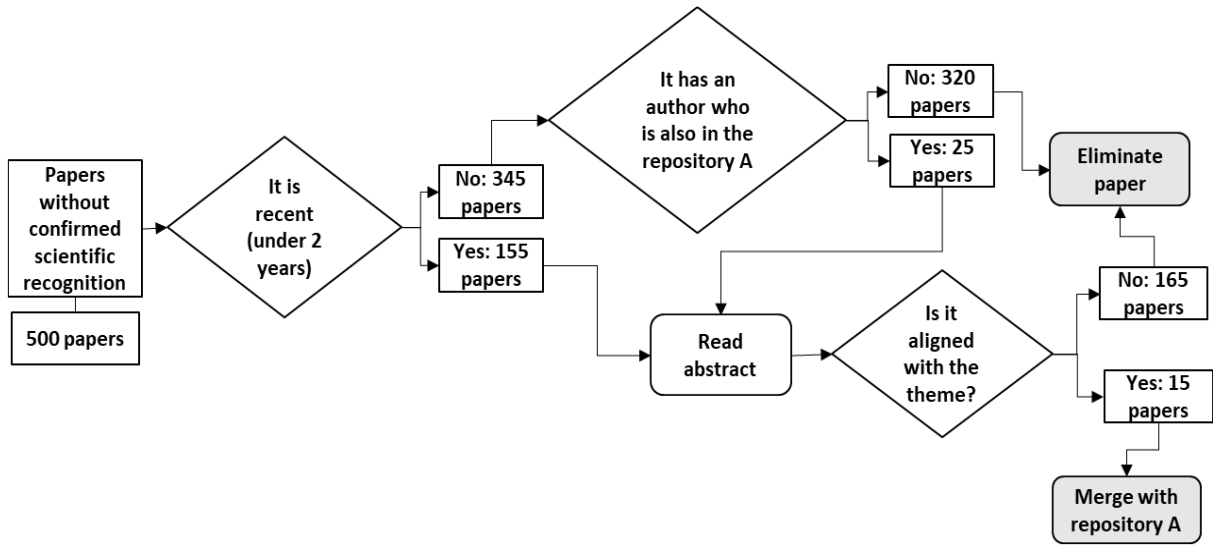 Papers
without
confirmed
scientific
recognition
500 papers
It is
recent
(under 2
years)
No: 345
papers
Yes: 155
papers
It has an
author who
is also in the
repository A
No: 320
papers
Yes: 25
papers
Eliminate
paper
Read
abstract
Is it
aligned
with the
theme?
No: 165
papers
Yes: 15
papers
Merge with
repository A